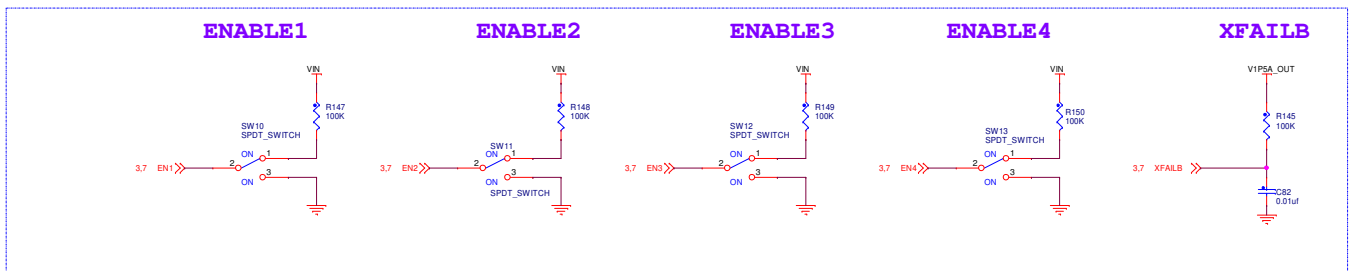 ENABLE1
ENABLE2
ENABLE3
ENABLE4
XFAILB
VIN
VIN
VIN
VIN
V1P5A_OUT
R147
100K
R148
100K
R149
100K
R150
100K
R145
100K
SW10
SPDT_SWITCH
SW11
SW12
SPDT_SWITCH
SW13
SPDT_SWITCH
3,7 EN1
2
ON
1
ON
3
3,7 EN2
2
ON
1
ON
3
SPDT_SWITCH
3,7 EN3
2
ON
1
ON
3
3,7 EN4
2
ON
1
ON
3
3,7 XFAILB
C82
0.01uf